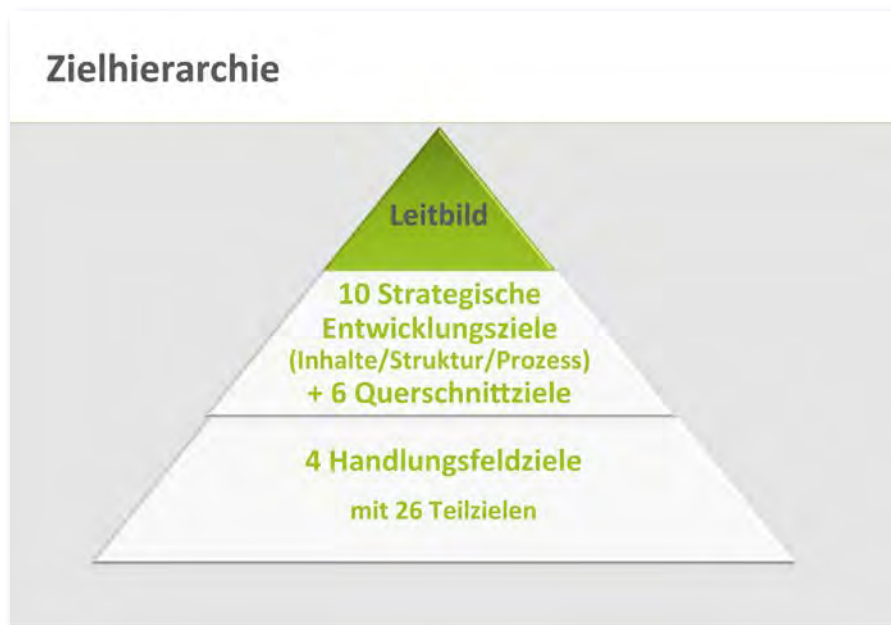 Zielhierarchie
Leitbild
10 Strategische
Entwicklungsziele
(Inhalte/Struktur/Prozess)
+ 6 Querschnittziele
4 Handlungsfeldziele
mit 26 Teilzielen